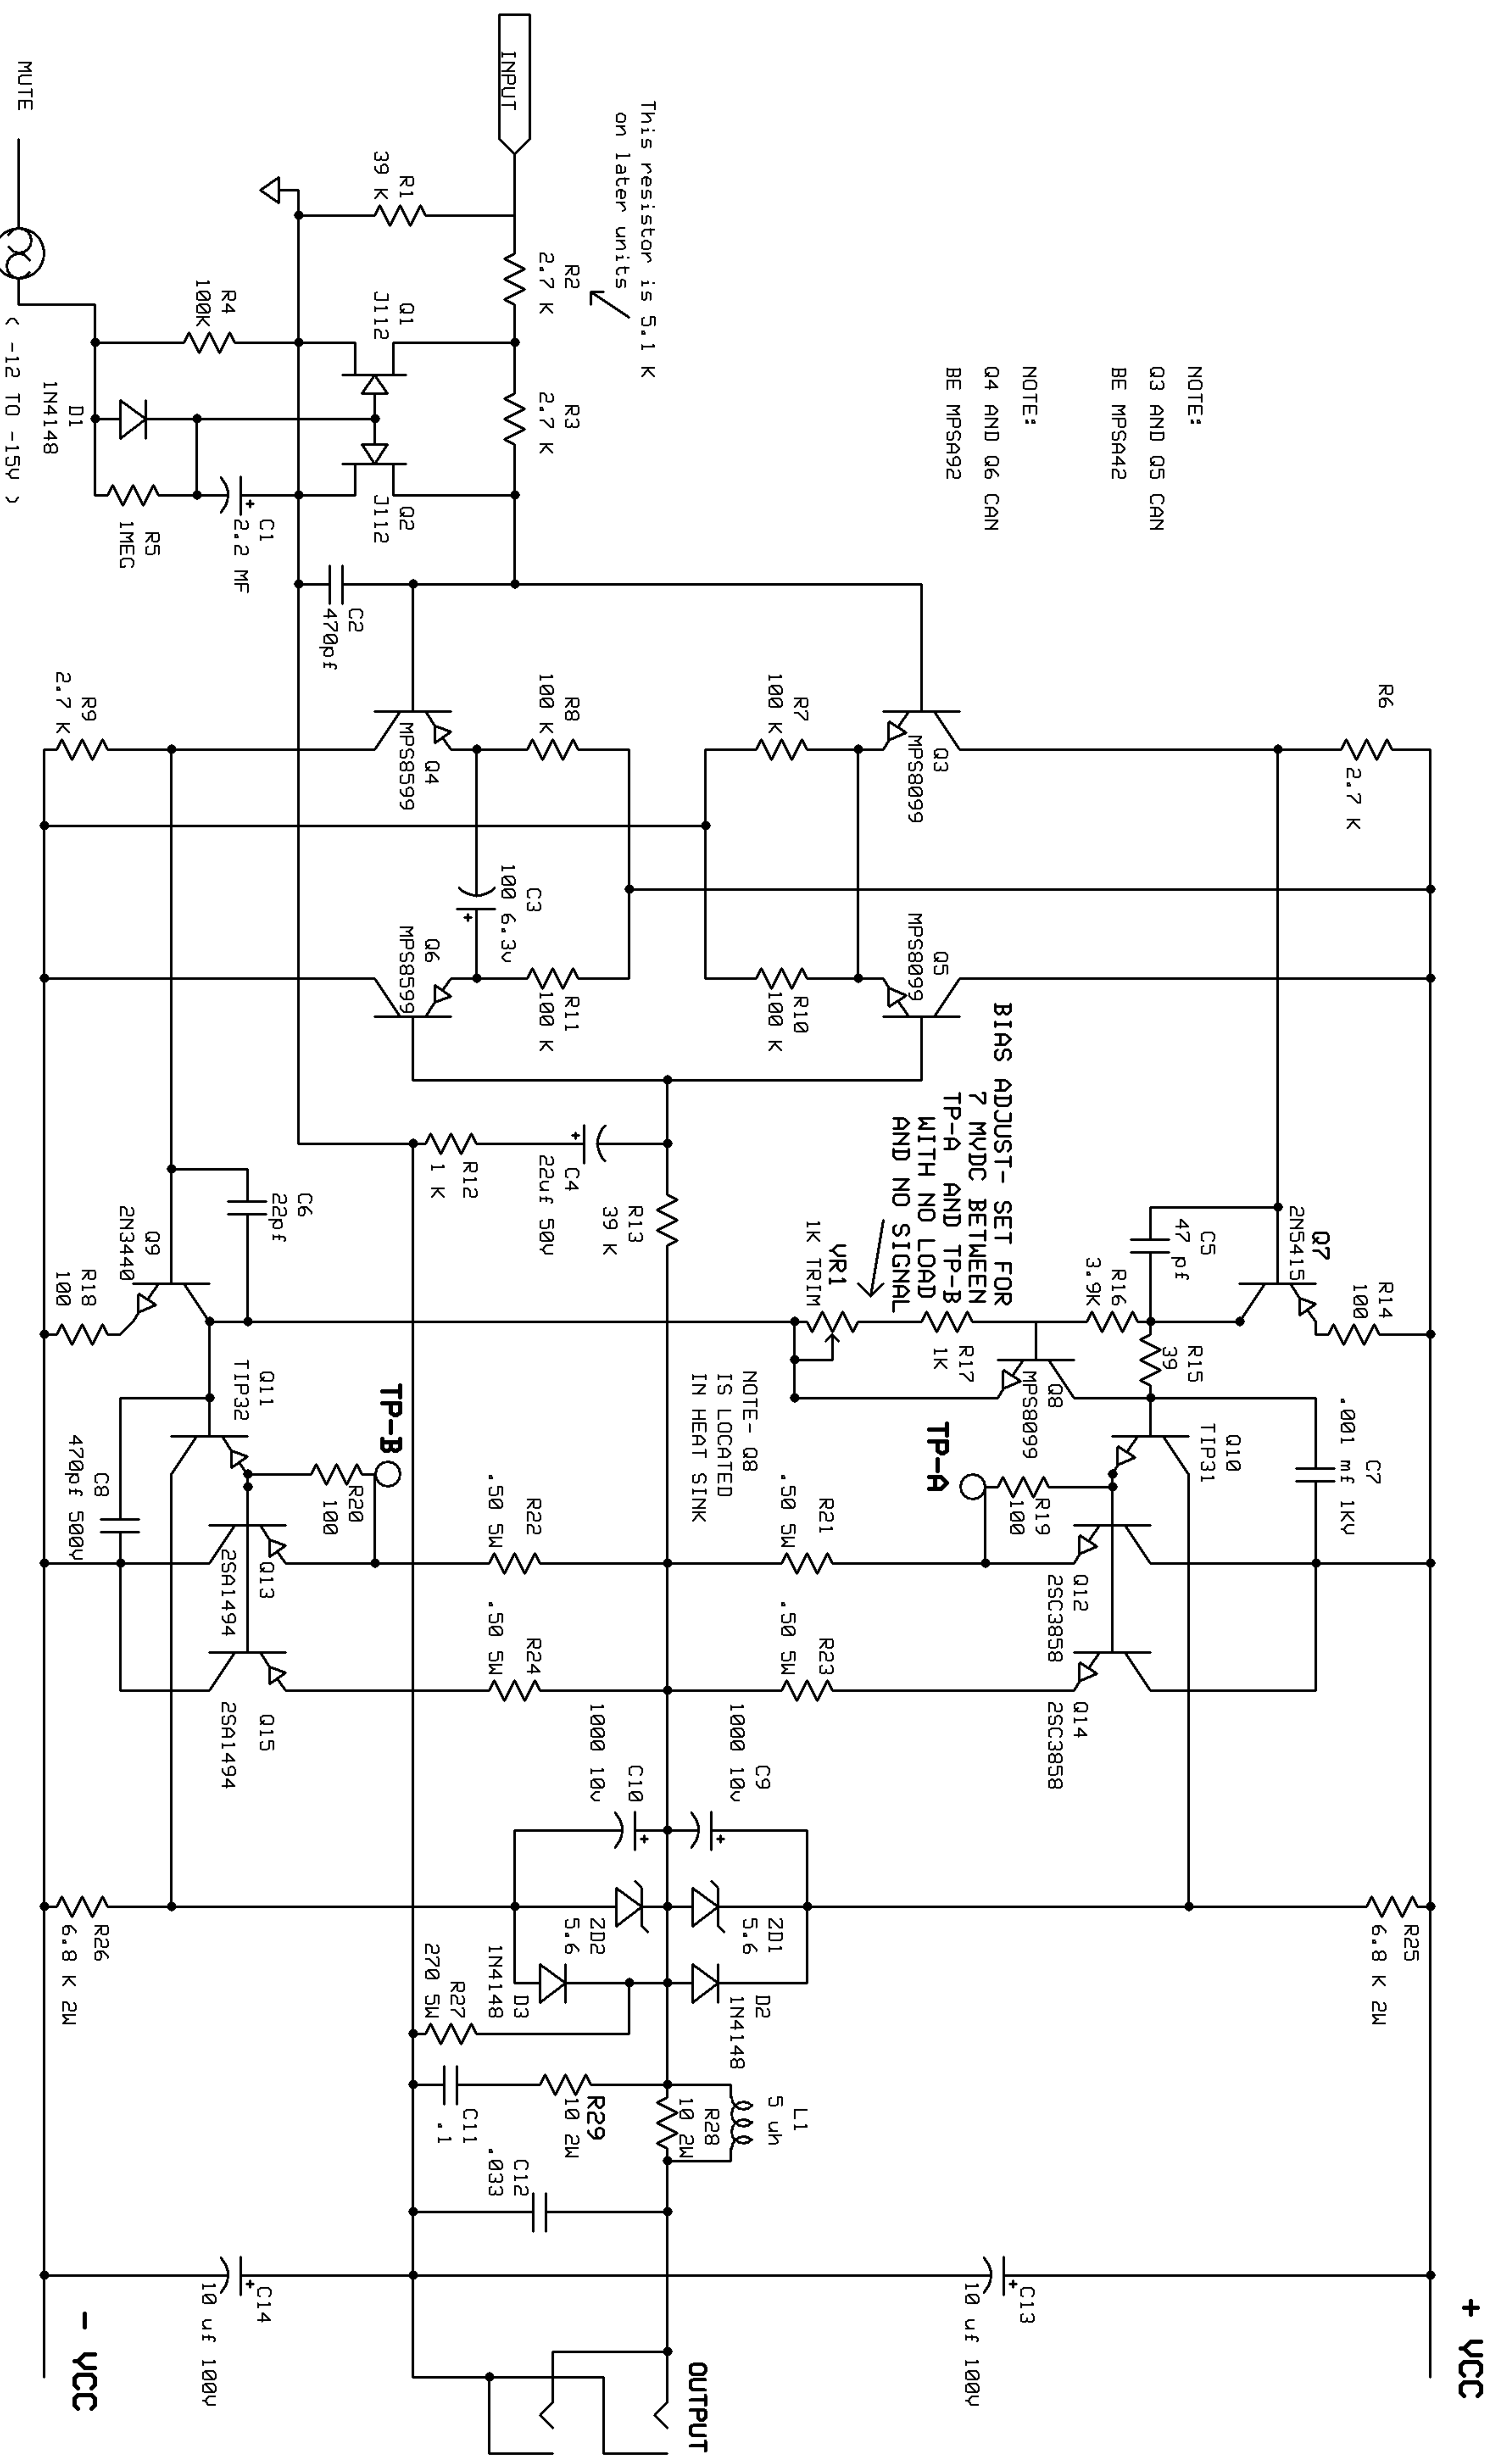 + VCC
R6
2.7 K
R14
100
R25
6.8 K 2W
Q7
2N5415
.001 mf 1KV
C7
NOTE:
Q3 AND Q5 CAN
BE MPSA42
NOTE:
Q4 AND Q6 CAN
BE MPSA92
C5
47 pf
R16
3.9K
R15
39
Q10
TIP31
Q3
MPS8099
Q5
MPS8099
BIAS ADJUST- SET FOR
7 MVDC BETWEEN
TP-A AND TP-B
WITH NO LOAD
AND NO SIGNAL
R17
1K
Q8
MPS8099
TP-A
R19
100
Q12
2SC3858
Q14
2SC3858
C13
10 uf 100V
R7
100 K
R10
100 K
VR1
1K TRIM
NOTE- Q8
IS LOCATED
IN HEAT SINK
R21
.50 5W
R23
.50 5W
C9
1000 10v
ZD1
5.6
D2
1N4148
L1
5 uh
R28
10 2W
OUTPUT
This resistor is 5.1 K
on later units
INPUT
R2
2.7 K
R3
2.7 K
R8
100 K
R11
100 K
C3
100 6.3v
R13
39 K
C4
22uf 50V
R12
1 K
R22
.50 5W
R24
.50 5W
C10
1000 10v
ZD2
5.6
D3
1N4148
R27
270 5W
R29
10 2W
C11
.1
C12
.033
R1
39 K
Q1
J112
Q2
J112
C2
470pf
Q4
MPS8599
Q6
MPS8599
TP-B
R20
100
R4
100K
C1
2.2 MF
C6
22pf
Q11
TIP32
Q13
2SA1494
Q15
2SA1494
C14
10 uf 100V
D1
1N4148
R5
1MEG
R9
2.7 K
Q9
2N3440
R18
100
C8
470pf 500v
R26
6.8 K 2W
- VCC
MUTE
( -12 TO -15V )